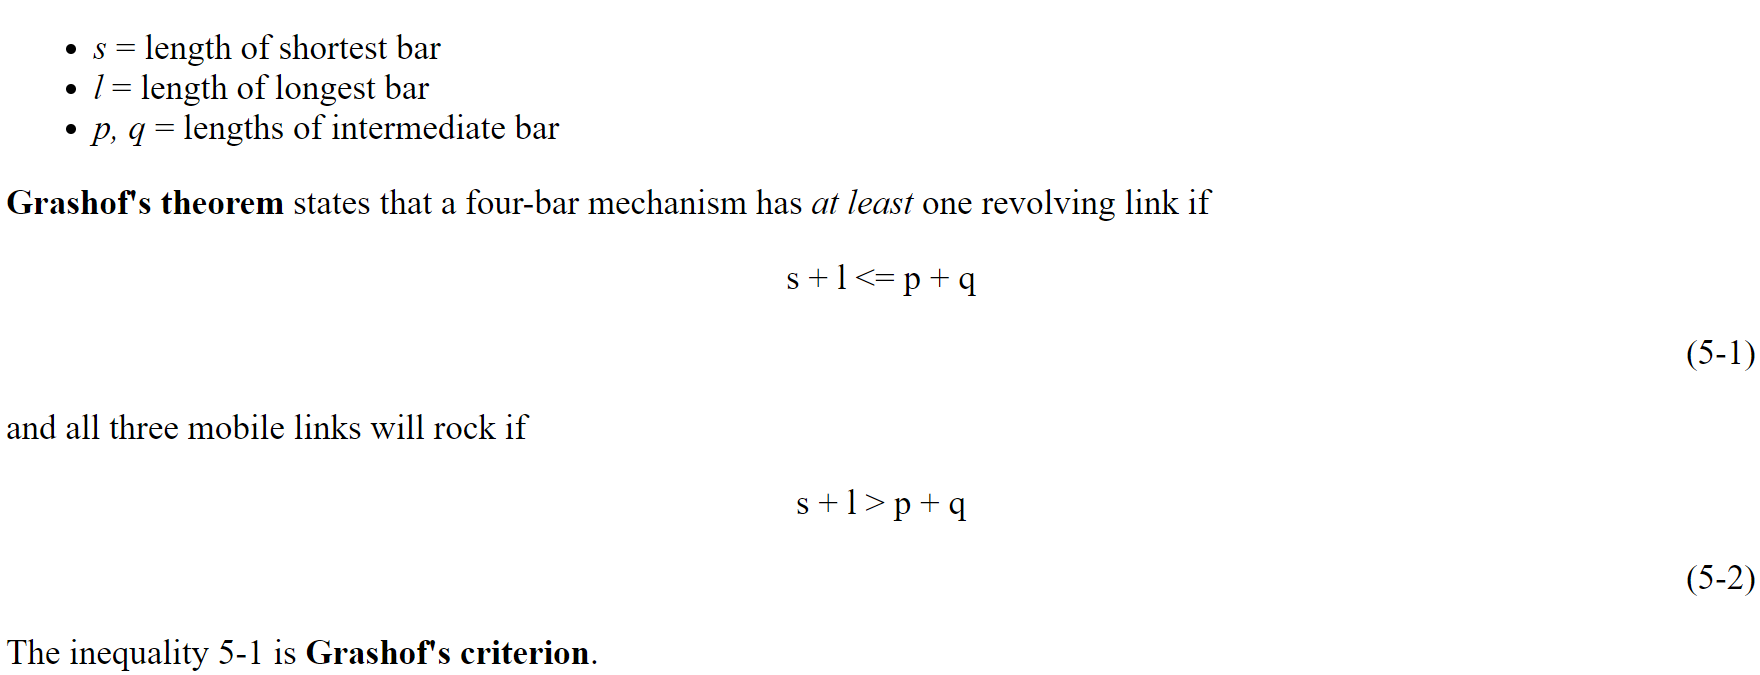 • s = length of shortest bar
• l = length of longest bar
• p, q = lengths of intermediate bar
Grashof's theorem states that a four-bar mechanism has at least one revolving link if
s + l <= p + q
(5-1)
and all three mobile links will rock if
s + l > p + q
(5-2)
The inequality 5-1 is Grashof's criterion.